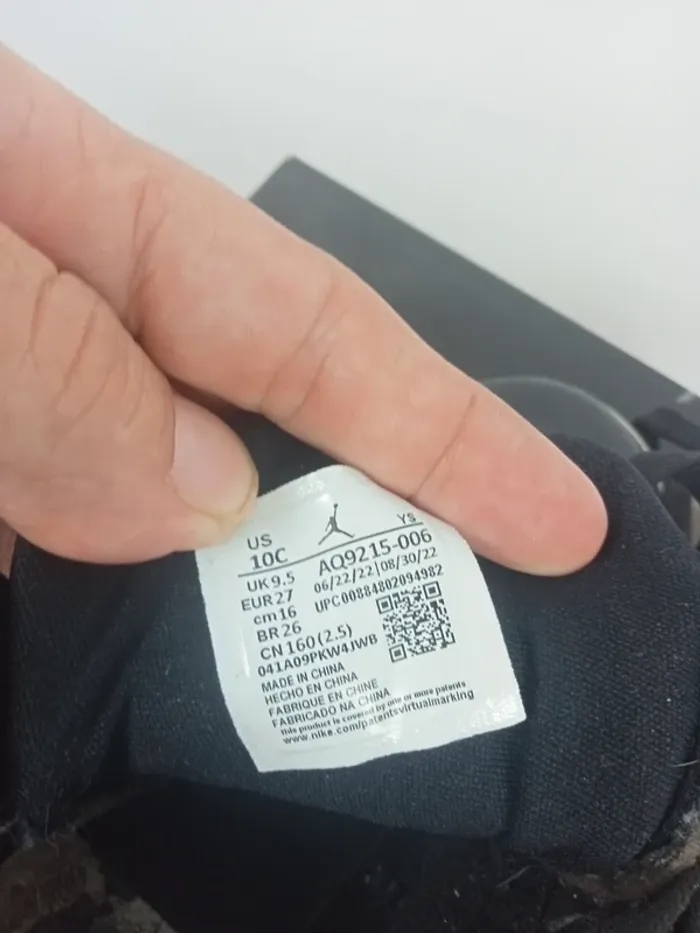 US
10C
UK 9.5
EUR 27
cm 16
BR 26
CN 160 (2.5)
041A09PKW4JWB
YS
AQ9215-006
06/22/22|08/30/22
UPC 00884802094982
MADE IN CHINA
HECHO EN CHINA
FABRIQUE EN CHINE
FABRICADO NA CHINA
This product is covered by one or more patents
www.nike.com/patentsvirtualmarking